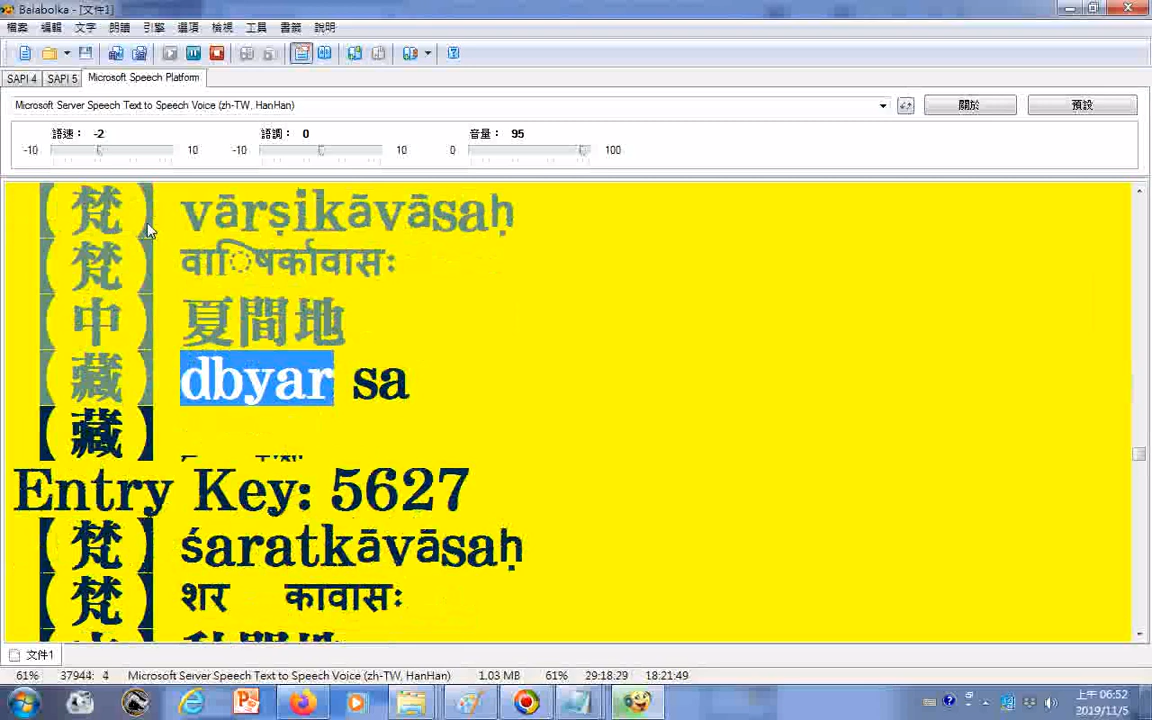 Balabolka - [文件1]
檔案 編輯 文字 朗讀 引擎 選項 檢視 工具 書籤 說明
SAPI 4 SAPI 5 Microsoft Speech Platform
Microsoft Server Speech Text to Speech Voice (zh-TW, HanHan) 關於 預設
語速： -2 語調： 0 音量： 95
-10 10 -10 10 0 100
【梵】 vārṣikāvāsaḥ
【梵】 वाार्षिकावासः
【中】 夏間地
【藏】 dbyar sa
【藏】
Entry Key: 5627
【梵】 śaratkāvāsaḥ
【梵】 शर कावासः
文件1
61% 37944: 4 Microsoft Server Speech Text to Speech Voice (zh-TW, HanHan) 1.03 MB 61% 29:18.29 18:21:49
上午 06:52
2019/11/5